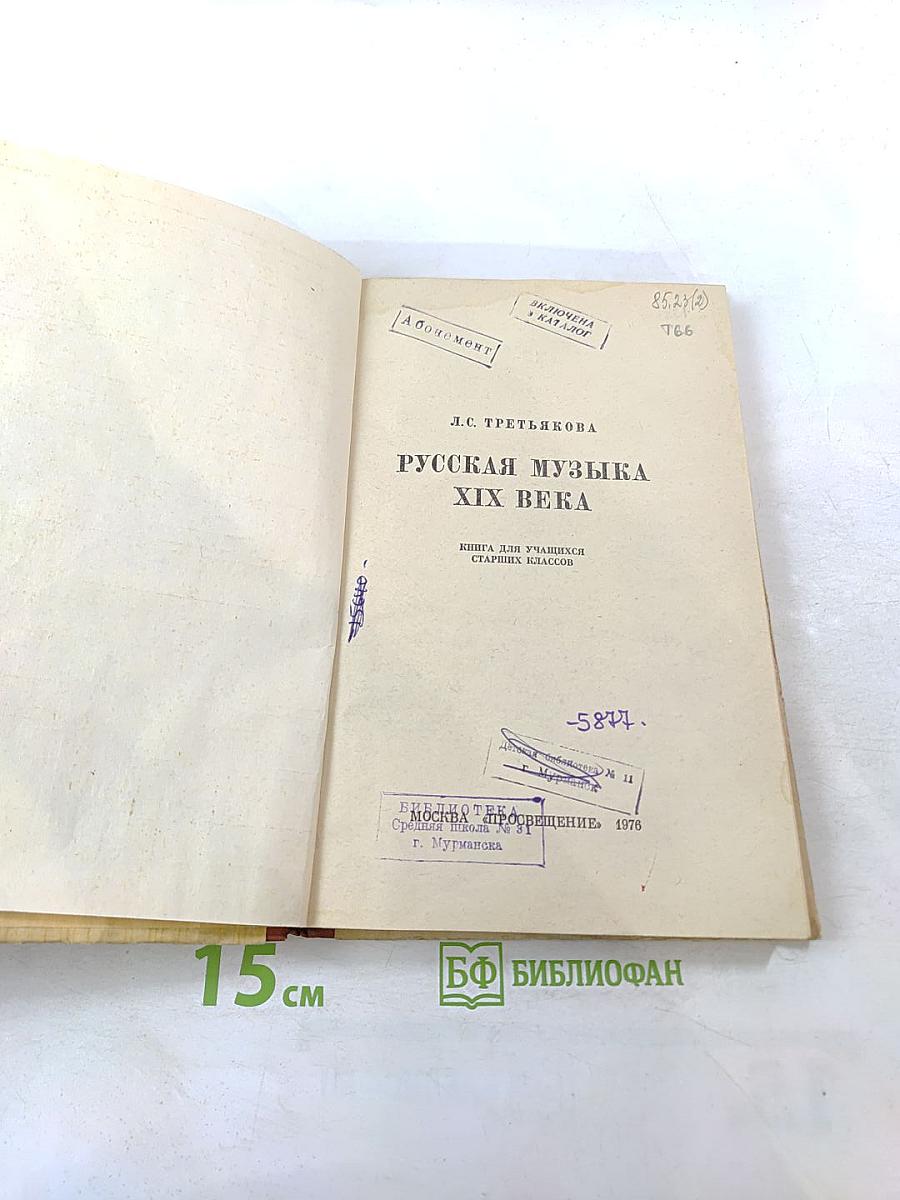 Абонемент
ВКЛЮЧЕНА
в КАТАЛОГ
85.23(2)
Т66
Л.С. ТРЕТЬЯКОВА
РУССКАЯ МУЗЫКА
XIX ВЕКА
КНИГА ДЛЯ УЧАЩИХСЯ
СТАРШИХ КЛАССОВ
-5877.
Детская библиотека № 11
г. Мурманск
БИБЛИОТЕКА
МОСКВА «ПРОСВЕЩЕНИЕ» 1976
Средняя школа № 31
г. Мурманска
15 см
БФ БИБЛИОФАН